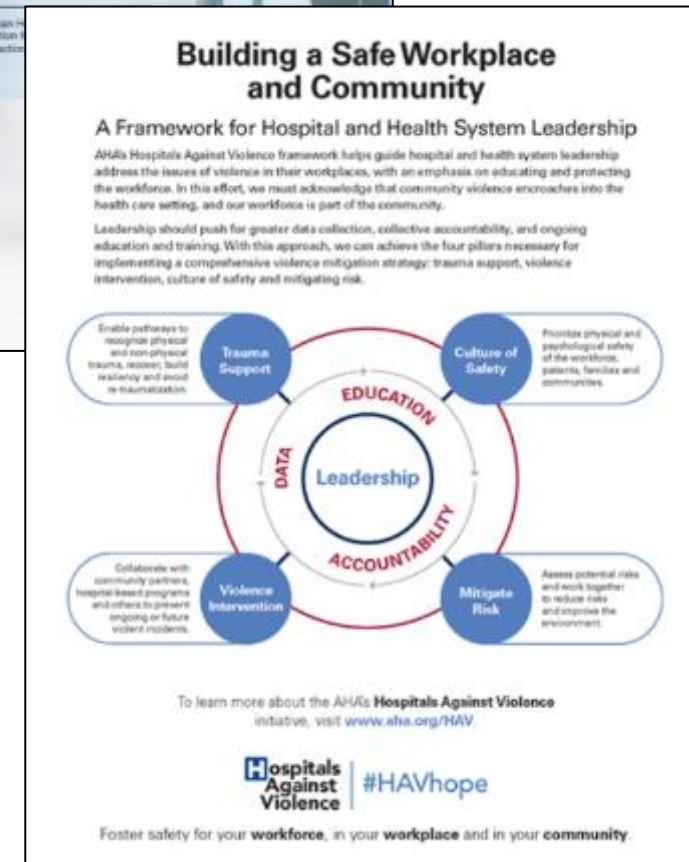 Building a Safe Workplace
and Community
A Framework for Hospital and Health System Leadership
AHA's Hospitals Against Violence framework helps guide hospital and health system leadership
address the issues of violence in their workplaces, with an emphasis on educating and protecting
the workforce. In this effort, we must acknowledge that community violence encroaches into the
health care setting, and our workforce is part of the community.
Leadership should push for greater data collection, collective accountability, and ongoing
education and training. With this approach, we can achieve the four pillars necessary for
implementing a comprehensive violence mitigation strategy: trauma support, violence
intervention, culture of safety and mitigating risk.
Enable pathways to
recognize physical
and non-physical
trauma, recover, build
resiliency and avoid
re-traumatization.
Trauma
Support
Culture of
Safety
Prioritize physical and
psychological safety
of the workforce,
patients, families and
communities.
EDUCATION
DATA
Leadership
ACCOUNTABILITY
Collaborate with
community partners,
hospital-based programs
and others to prevent
ongoing or future
violent incidents.
Violence
Intervention
Mitigate
Risk
Assess potential risks
and work together
to reduce risks
and improve the
environment.
To learn more about the AHA's Hospitals Against Violence
initiative, visit www.aha.org/HAV.
Hospitals
Against
Violence
#HAVhope
Foster safety for your workforce, in your workplace and in your community.